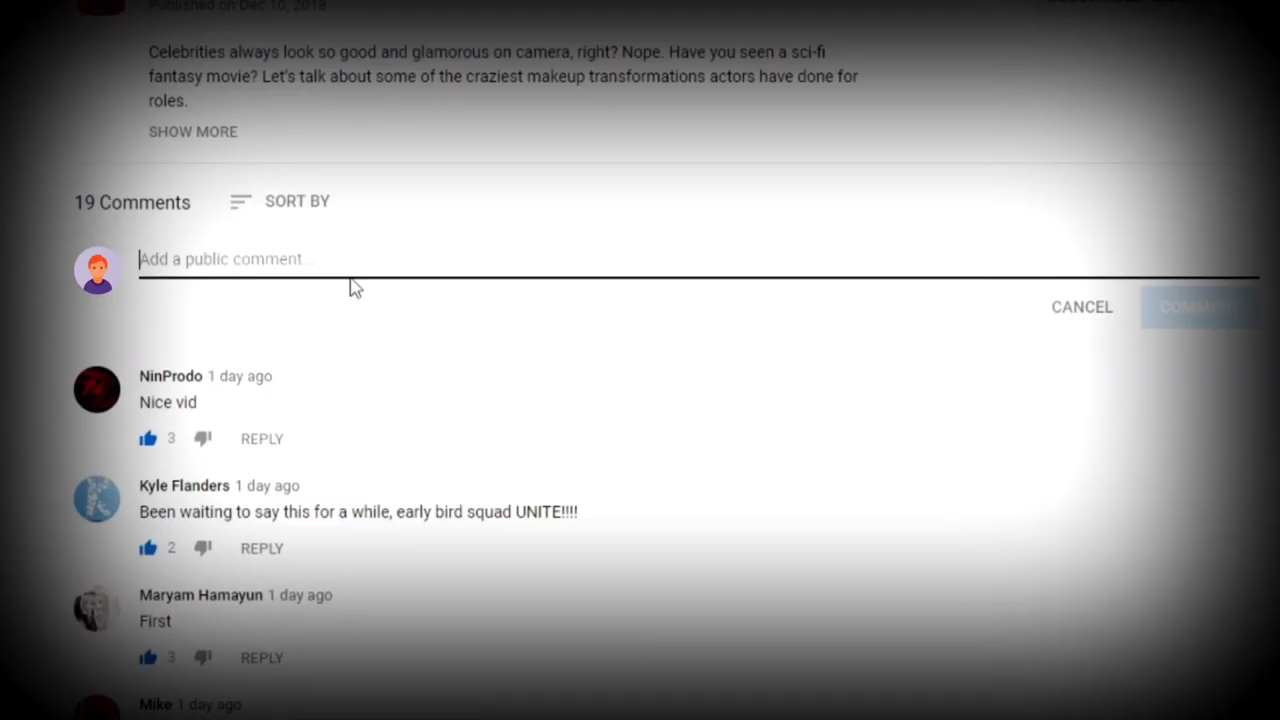 Published on Dec 10, 2018
Celebrities always look so good and glamorous on camera, right? Nope. Have you seen a sci-fi
fantasy movie? Let's talk about some of the craziest makeup transformations actors have done for
roles.
SHOW MORE
19 Comments SORT BY
Add a public comment...
CANCEL COMMENT
NinProdo 1 day ago
Nice vid
3 REPLY
Kyle Flanders 1 day ago
Been waiting to say this for a while, early bird squad UNITE!!!!
2 REPLY
Maryam Hamayun 1 day ago
First
3 REPLY
Mike 1 day ago